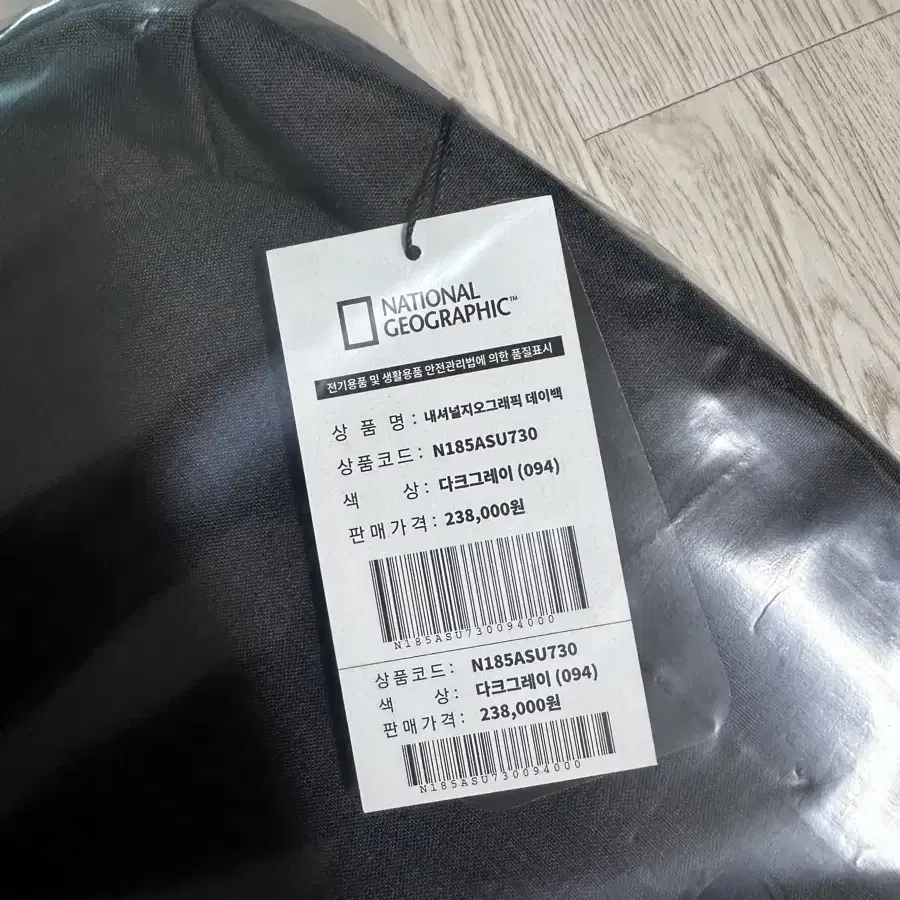 NATIONAL
GEOGRAPHIC™
전기용품 및 생활용품 안전관리법에 의한 품질표시
상 품 명 : 내셔널지오그래픽 데이백
상품코드 : N185ASU730
색 상 : 다크그레이 (094)
판매가격 : 238,000원
N185ASU730094000
상품코드 : N185ASU730
색 상 : 다크그레이 (094)
판매가격 : 238,000원
N185ASU730094000